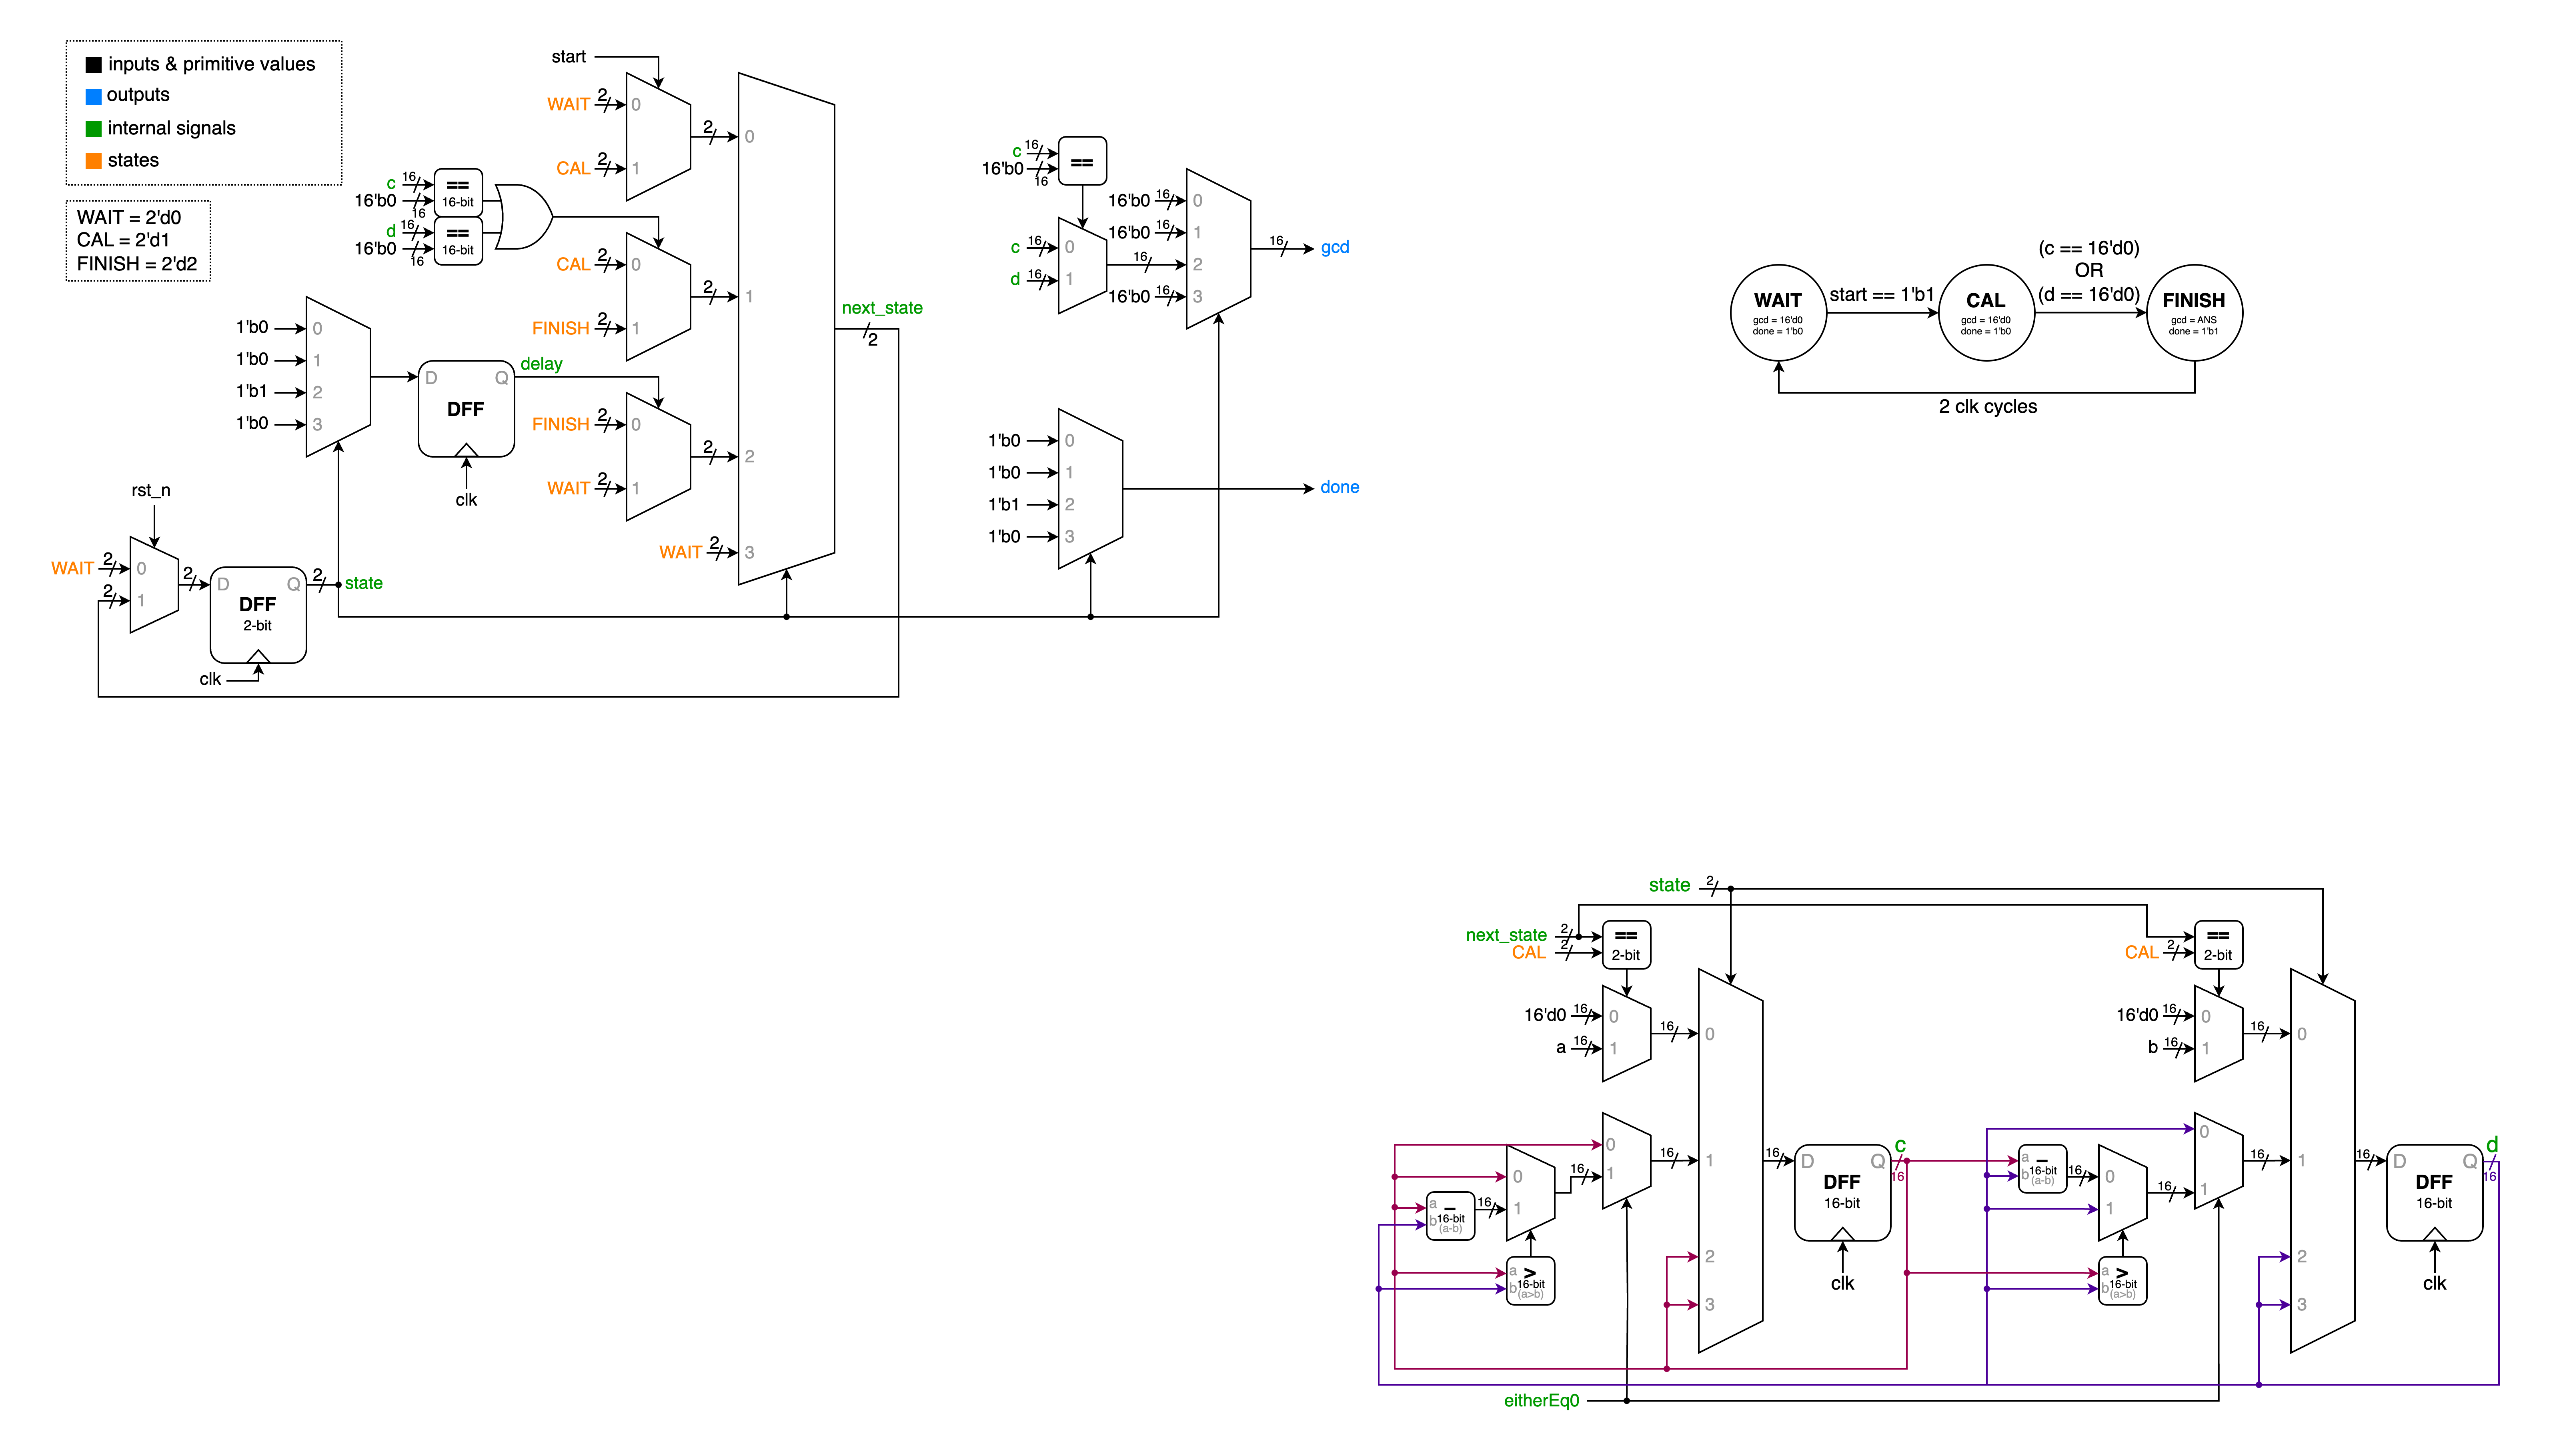 inputs & primitive values
outputs
internal signals
states
WAIT = 2'd0
CAL = 2'd1
FINISH = 2'd2
start
WAIT 2 0
CAL 2 1
2 0
c 16
16'b0 16
==
16-bit
d 16
16'b0 16
==
16-bit
CAL 2 0
FINISH 2 1
2 1
1'b0 0
1'b0 1
1'b1 2
1'b0 3
D Q
DFF
clk
delay
FINISH 2 0
WAIT 2 1
2 2
WAIT 2 3
next_state
2
rst_n
WAIT 2 0
2 1
2
D Q
DFF
2-bit
clk
2
state
c 16
16'b0 16
==
c 16 0
d 16 1
16
16'b0 16 0
16'b0 16 1
2
16'b0 16 3
16
gcd
1'b0 0
1'b0 1
1'b1 2
1'b0 3
done
WAIT
gcd = 16'd0
done = 1'b0
start == 1'b1
CAL
gcd = 16'd0
done = 1'b0
(c == 16'd0)
OR
(d == 16'd0)
FINISH
gcd = ANS
done = 1'b1
2 clk cycles
state 2
next_state 2
CAL 2
==
2-bit
16'd0 16 0
a 16 1
16 0
0
1
16
0
1
16
a
b
−
16-bit
(a-b)
16
a
b
>
16-bit
(a>b)
16 1
2
3
16
D Q
DFF
16-bit
clk
c
16
CAL 2
==
2-bit
16'd0 16 0
b 16 1
16 0
a
b
−
16-bit
(a-b)
16
0
1
16
0
1
a
b
>
16-bit
(a>b)
16 1
2
3
16
D Q
DFF
16-bit
clk
d
16
eitherEq0